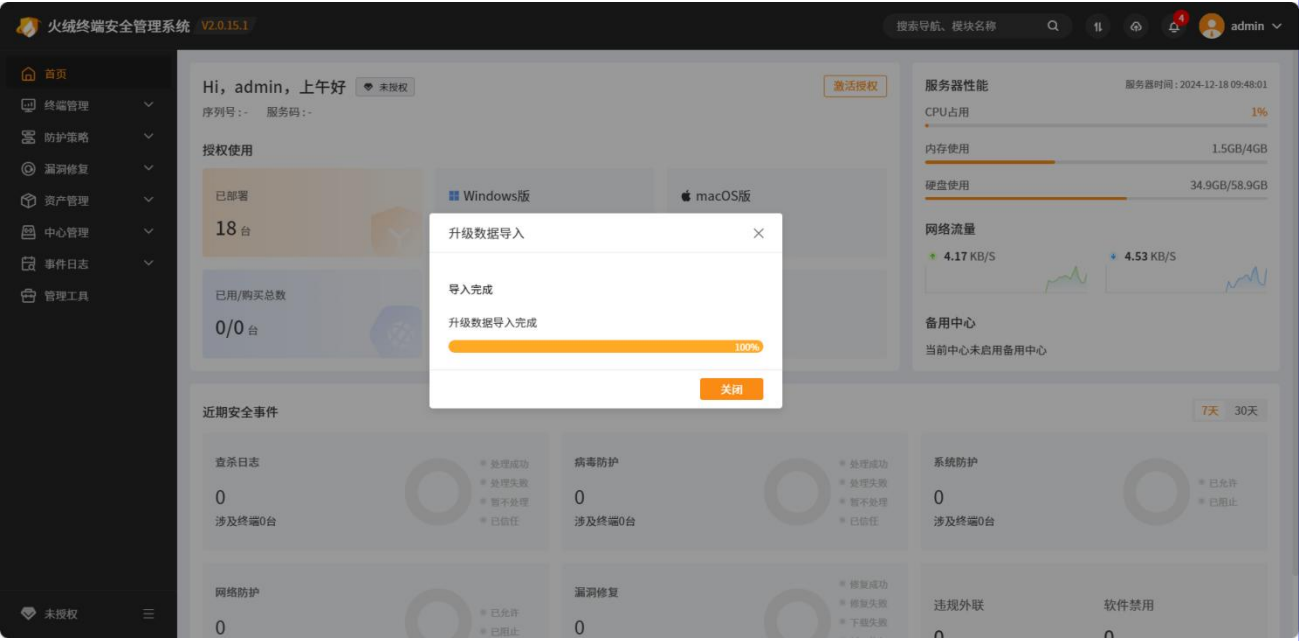 火绒终端安全管理系统 V2.0.15.1
搜索导航、模块名称
4
admin
首页
终端管理
防护策略
漏洞修复
资产管理
中心管理
事件日志
管理工具
未授权
Hi，admin，上午好 未授权
激活授权
序列号：- 服务码：-
授权使用
已部署
18 台
Windows版
macOS版
已用/购买总数
0/0 台
服务器性能
服务器时间：2024-12-18 09:48:01
CPU占用 1%
内存使用 1.5GB/4GB
硬盘使用 34.9GB/58.9GB
网络流量
4.17 KB/S 4.53 KB/S
备用中心
当前中心未启用备用中心
升级数据导入
导入完成
升级数据导入完成
100%
关闭
近期安全事件
7天 30天
查杀日志
0
涉及终端0台
处理成功
处理失败
暂不处理
已信任
病毒防护
0
涉及终端0台
处理成功
处理失败
暂不处理
已信任
系统防护
0
涉及终端0台
已允许
已阻止
网络防护
0
已允许
已阻止
漏洞修复
0
修复成功
修复失败
下载失败
违规外联
0
软件禁用
0